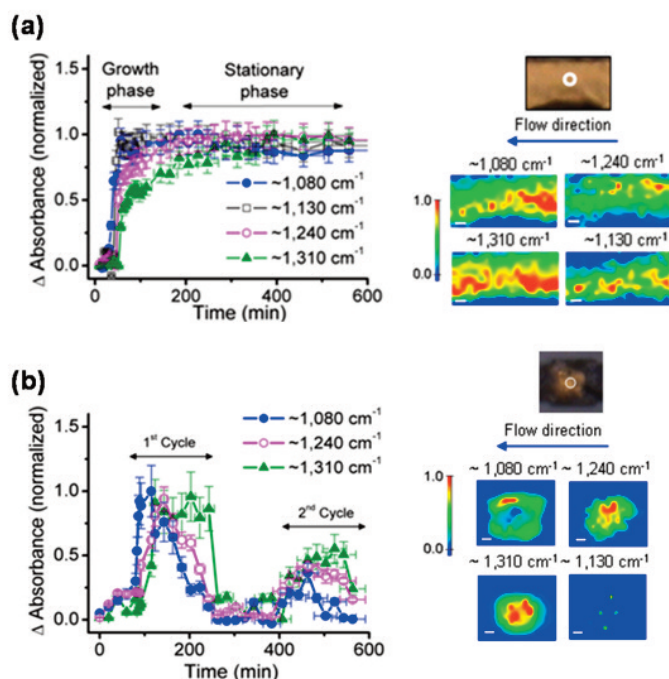 (a)
1.5
1.0
0.5
0.0
Δ Absorbance (normalized)
Growth phase
Stationary phase
~1,080 cm⁻¹
~1,130 cm⁻¹
~1,240 cm⁻¹
~1,310 cm⁻¹
0 200 400 600
Time (min)
Flow direction
~1,080 cm⁻¹ ~1,240 cm⁻¹
1.0
0.0
~1,310 cm⁻¹ ~1,130 cm⁻¹
(b)
1.5
1.0
0.5
0.0
Δ Absorbance (normalized)
1st Cycle
~1,080 cm⁻¹
~1,240 cm⁻¹
~1,310 cm⁻¹
2nd Cycle
0 100 200 300 400 500 600
Time (min)
Flow direction
~ 1,080 cm⁻¹ ~ 1,240 cm⁻¹
1.0
0.0
~ 1,310 cm⁻¹ ~ 1,130 cm⁻¹